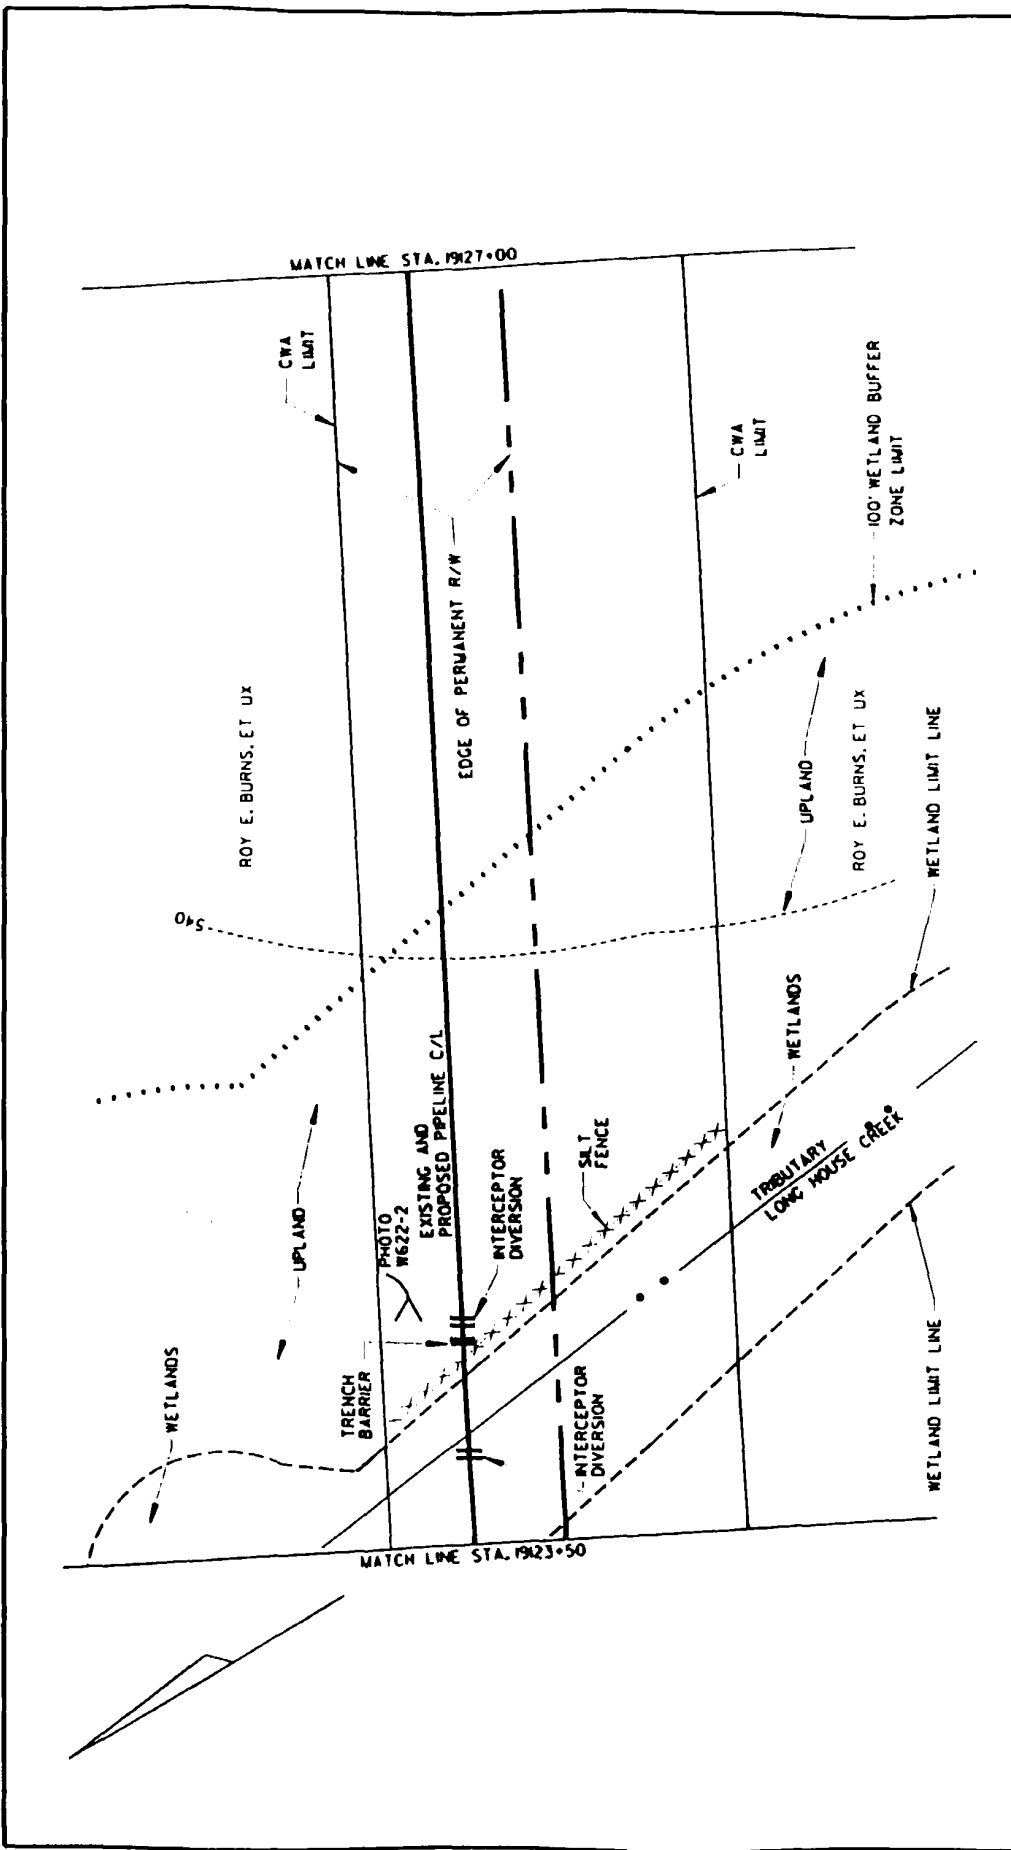 MATCH LINE STA. 19127+00
CWA
LIMIT
CWA
LIMIT
100' WETLAND BUFFER
ZONE LIMIT
EDGE OF PERMANENT R/W
ROY E. BURNS, ET UX
540
UPLAND
ROY E. BURNS, ET UX
WETLAND LIMIT LINE
WETLANDS
EXISTING AND
PROPOSED PIPELINE C/L
PHOTO
W622-2
INTERCEPTOR
DIVERSION
SILT
FENCE
TRIBUTARY
LONG HOUSE CREEK
UPLAND
WETLANDS
TRENCH
BARRIER
INTERCEPTOR
DIVERSION
WETLAND LIMIT LINE
MATCH LINE STA. 19123+50